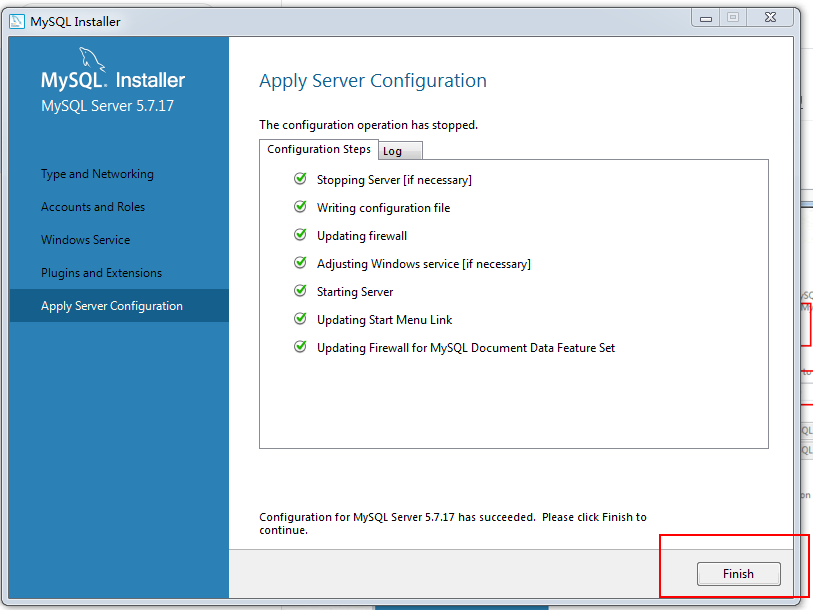 MySQL Installer
MySQL. Installer
MySQL Server 5.7.17
Type and Networking
Accounts and Roles
Windows Service
Plugins and Extensions
Apply Server Configuration
Apply Server Configuration
The configuration operation has stopped.
Configuration Steps Log
Stopping Server [if necessary]
Writing configuration file
Updating firewall
Adjusting Windows service [if necessary]
Starting Server
Updating Start Menu Link
Updating Firewall for MySQL Document Data Feature Set
Configuration for MySQL Server 5.7.17 has succeeded. Please click Finish to
continue.
Finish